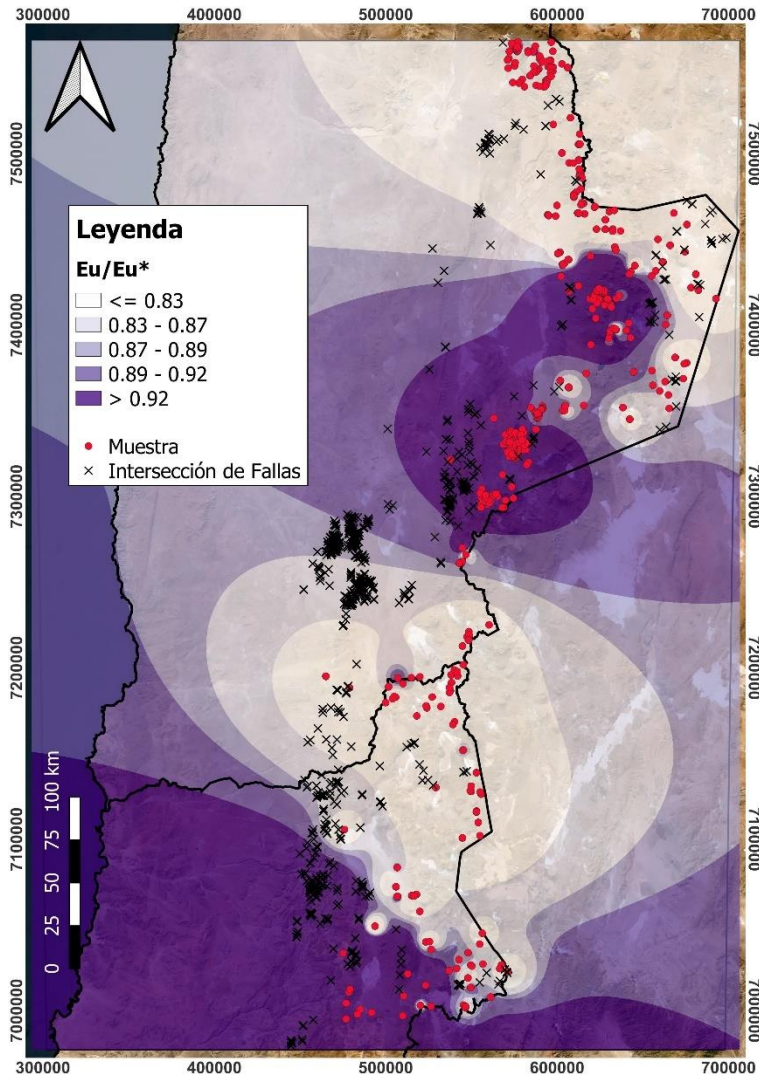 300000 400000 500000 600000 700000
7500000 7500000
Leyenda
Eu/Eu*
<= 0.83
0.83 - 0.87
0.87 - 0.89
0.89 - 0.92
> 0.92
Muestra
Intersección de Fallas
7400000 7400000
7300000 7300000
7200000 7200000
7100000 7100000
7000000 7000000
0 25 50 75 100 km
300000 400000 500000 600000 700000